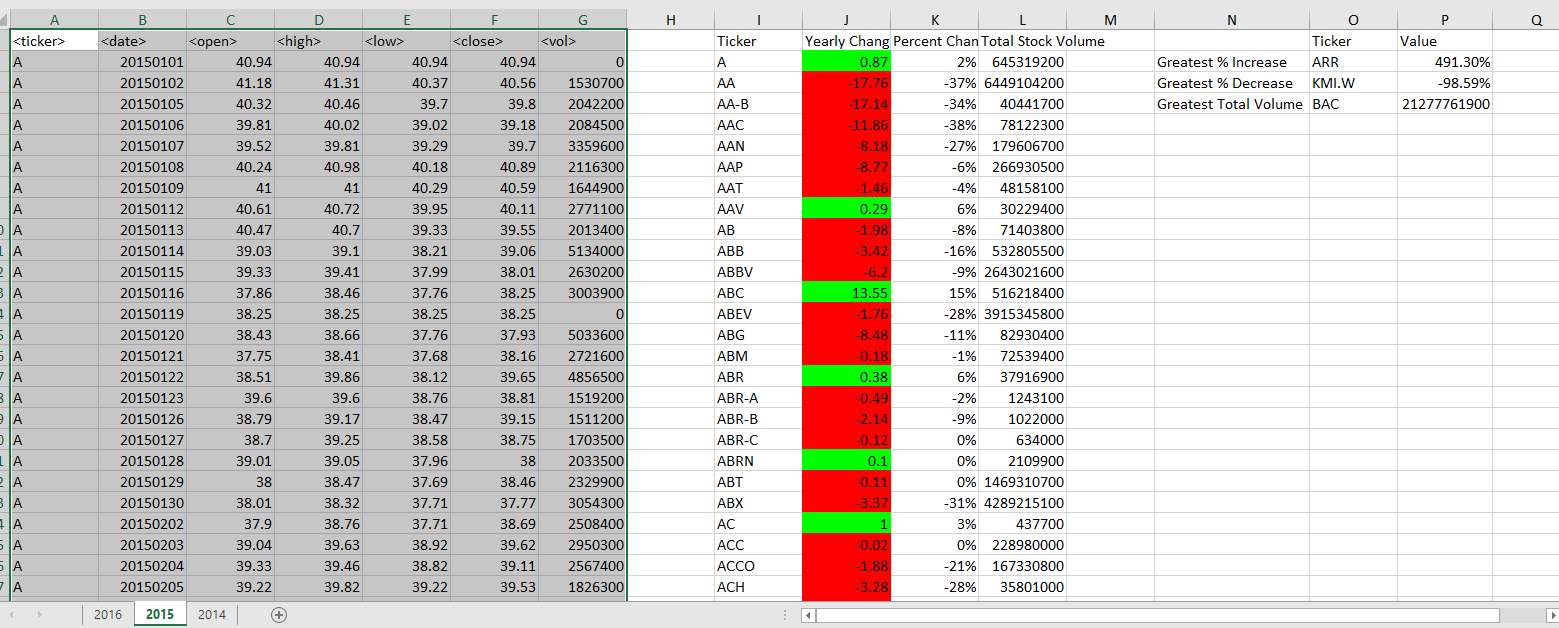 A B C D E F G H I J K L M N O P Q
<ticker> <date> <open> <high> <low> <close> <vol> Ticker Yearly Chang Percent Chan Total Stock Volume Ticker Value
A 20150101 40.94 40.94 40.94 40.94 0 A 0.87 2% 645319200 Greatest % Increase ARR 491.30%
A 20150102 41.18 41.31 40.37 40.56 1530700 AA -17.76 -37% 6449104200 Greatest % Decrease KMI.W -98.59%
A 20150105 40.32 40.46 39.7 39.8 2042200 AA-B -17.14 -34% 40441700 Greatest Total Volume BAC 21277761900
A 20150106 39.81 40.02 39.02 39.18 2084500 AAC -11.86 -38% 78122300
A 20150107 39.52 39.81 39.29 39.7 3359600 AAN -8.18 -27% 179606700
A 20150108 40.24 40.98 40.18 40.89 2116300 AAP -8.77 -6% 266930500
A 20150109 41 41 40.29 40.59 1644900 AAT -1.46 -4% 48158100
A 20150112 40.61 40.72 39.95 40.11 2771100 AAV 0.29 6% 30229400
A 20150113 40.47 40.7 39.33 39.55 2013400 AB -1.98 -8% 71403800
A 20150114 39.03 39.1 38.21 39.06 5134000 ABB -3.42 -16% 532805500
A 20150115 39.33 39.41 37.99 38.01 2630200 ABBV -6.2 -9% 2643021600
A 20150116 37.86 38.46 37.76 38.25 3003900 ABC 13.55 15% 516218400
A 20150119 38.25 38.25 38.25 38.25 0 ABEV -1.76 -28% 3915345800
A 20150120 38.43 38.66 37.76 37.93 5033600 ABG -8.48 -11% 82930400
A 20150121 37.75 38.41 37.68 38.16 2721600 ABM -0.18 -1% 72539400
A 20150122 38.51 39.86 38.12 39.65 4856500 ABR 0.38 6% 37916900
A 20150123 39.6 39.6 38.76 38.81 1519200 ABR-A -0.49 -2% 1243100
A 20150126 38.79 39.17 38.47 39.15 1511200 ABR-B -2.14 -9% 1022000
A 20150127 38.7 39.25 38.58 38.75 1703500 ABR-C -0.12 0% 634000
A 20150128 39.01 39.05 37.96 38 2033500 ABRN 0.1 0% 2109900
A 20150129 38 38.47 37.69 38.46 2329900 ABT -0.11 0% 1469310700
A 20150130 38.01 38.32 37.71 37.77 3054300 ABX -3.37 -31% 4289215100
A 20150202 37.9 38.76 37.71 38.69 2508400 AC 1 3% 437700
A 20150203 39.04 39.63 38.92 39.62 2950300 ACC -0.02 0% 228980000
A 20150204 39.33 39.46 38.82 39.11 2567400 ACCO -1.88 -21% 167330800
A 20150205 39.22 39.82 39.22 39.53 1826300 ACH -3.28 -28% 35801000
2016 2015 2014